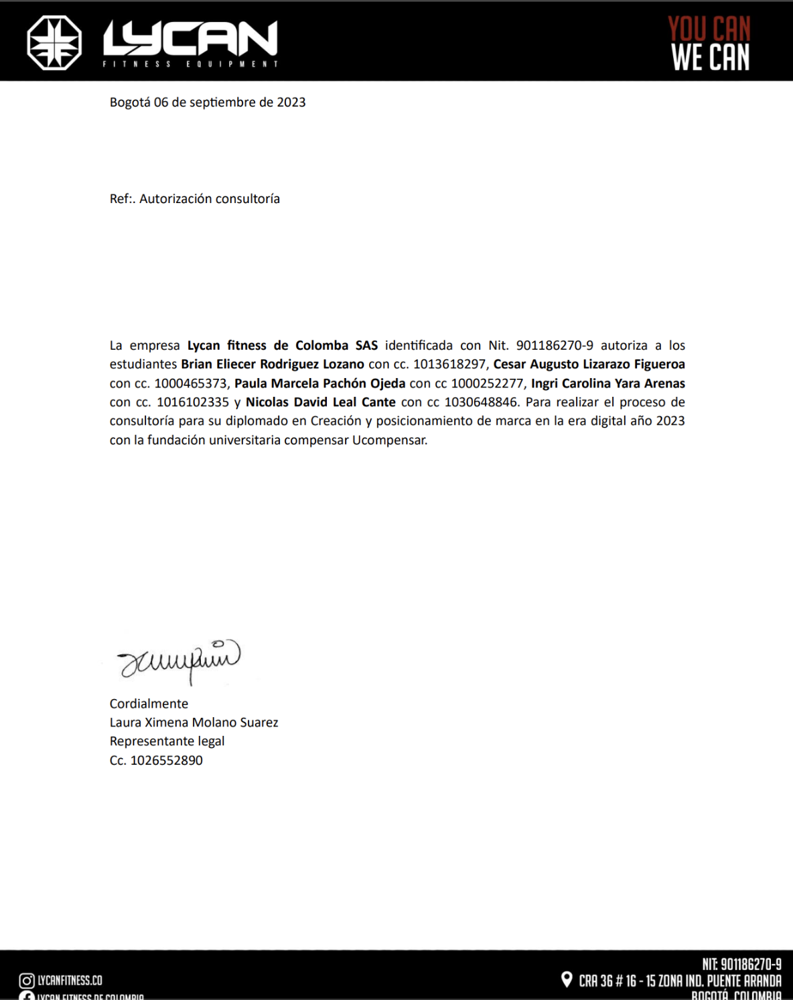 LYCAN
FITNESS EQUIPMENT
YOU CAN
WE CAN
Bogotá 06 de septiembre de 2023
Ref:. Autorización consultoría
La empresa Lycan fitness de Colomba SAS identificada con Nit. 901186270-9 autoriza a los
estudiantes Brian Eliecer Rodriguez Lozano con cc. 1013618297, Cesar Augusto Lizarazo Figueroa
con cc. 1000465373, Paula Marcela Pachón Ojeda con cc 1000252277, Ingri Carolina Yara Arenas
con cc. 1016102335 y Nicolas David Leal Cante con cc 1030648846. Para realizar el proceso de
consultoría para su diplomado en Creación y posicionamiento de marca en la era digital año 2023
con la fundación universitaria compensar Ucompensar.
Cordialmente
Laura Ximena Molano Suarez
Representante legal
Cc. 1026552890
LYCANFITNESS.CO
LYCAN FITNESS DE COLOMBIA
NIT: 901186270-9
CRA 36 # 16 - 15 ZONA IND. PUENTE ARANDA
BOGOTÁ, COLOMBIA